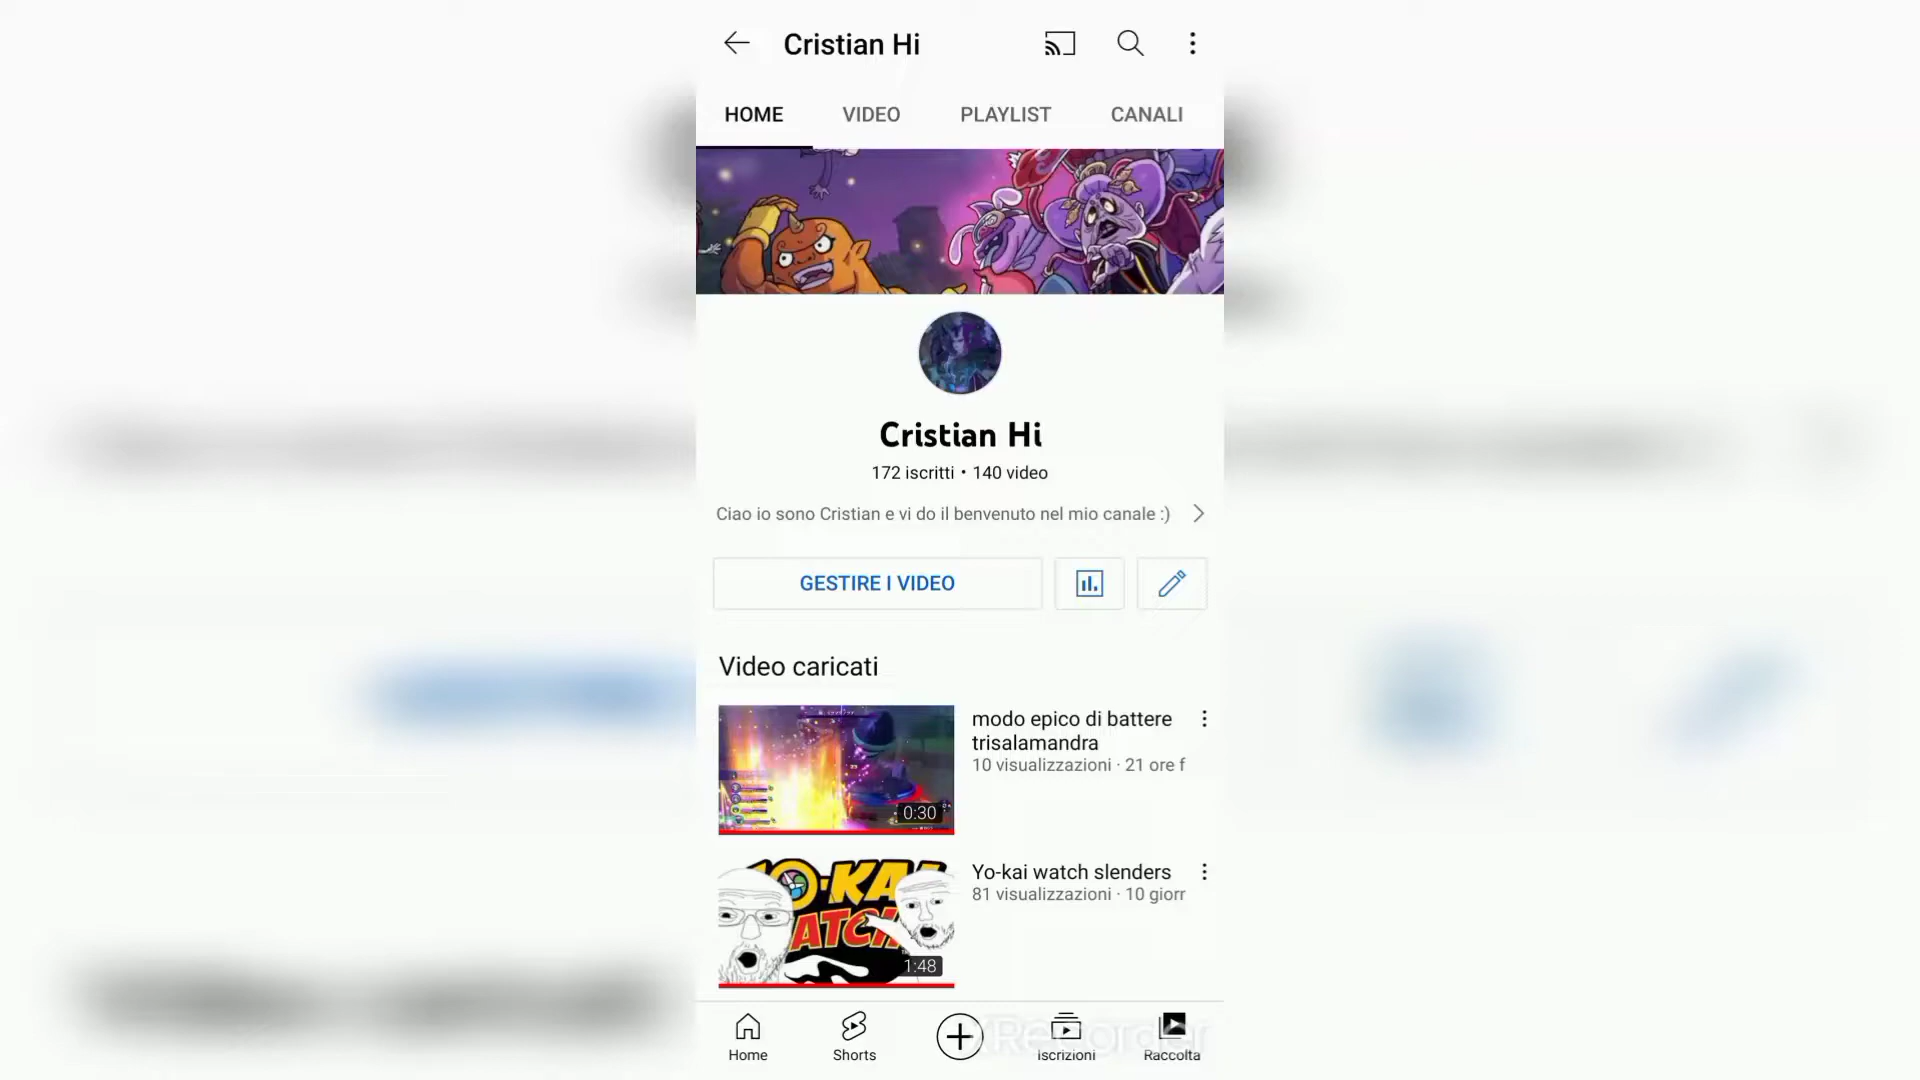 Cristian Hi
HOME VIDEO PLAYLIST CANALI
Cristian Hi
172 iscritti • 140 video
Ciao io sono Cristian e vi do il benvenuto nel mio canale :)
GESTIRE I VIDEO
Video caricati
modo epico di battere
trisalamandra
10 visualizzazioni · 21 ore f
0:30
Yo-kai watch slenders
81 visualizzazioni · 10 giorr
1:48
Home Shorts Iscrizioni Raccolta